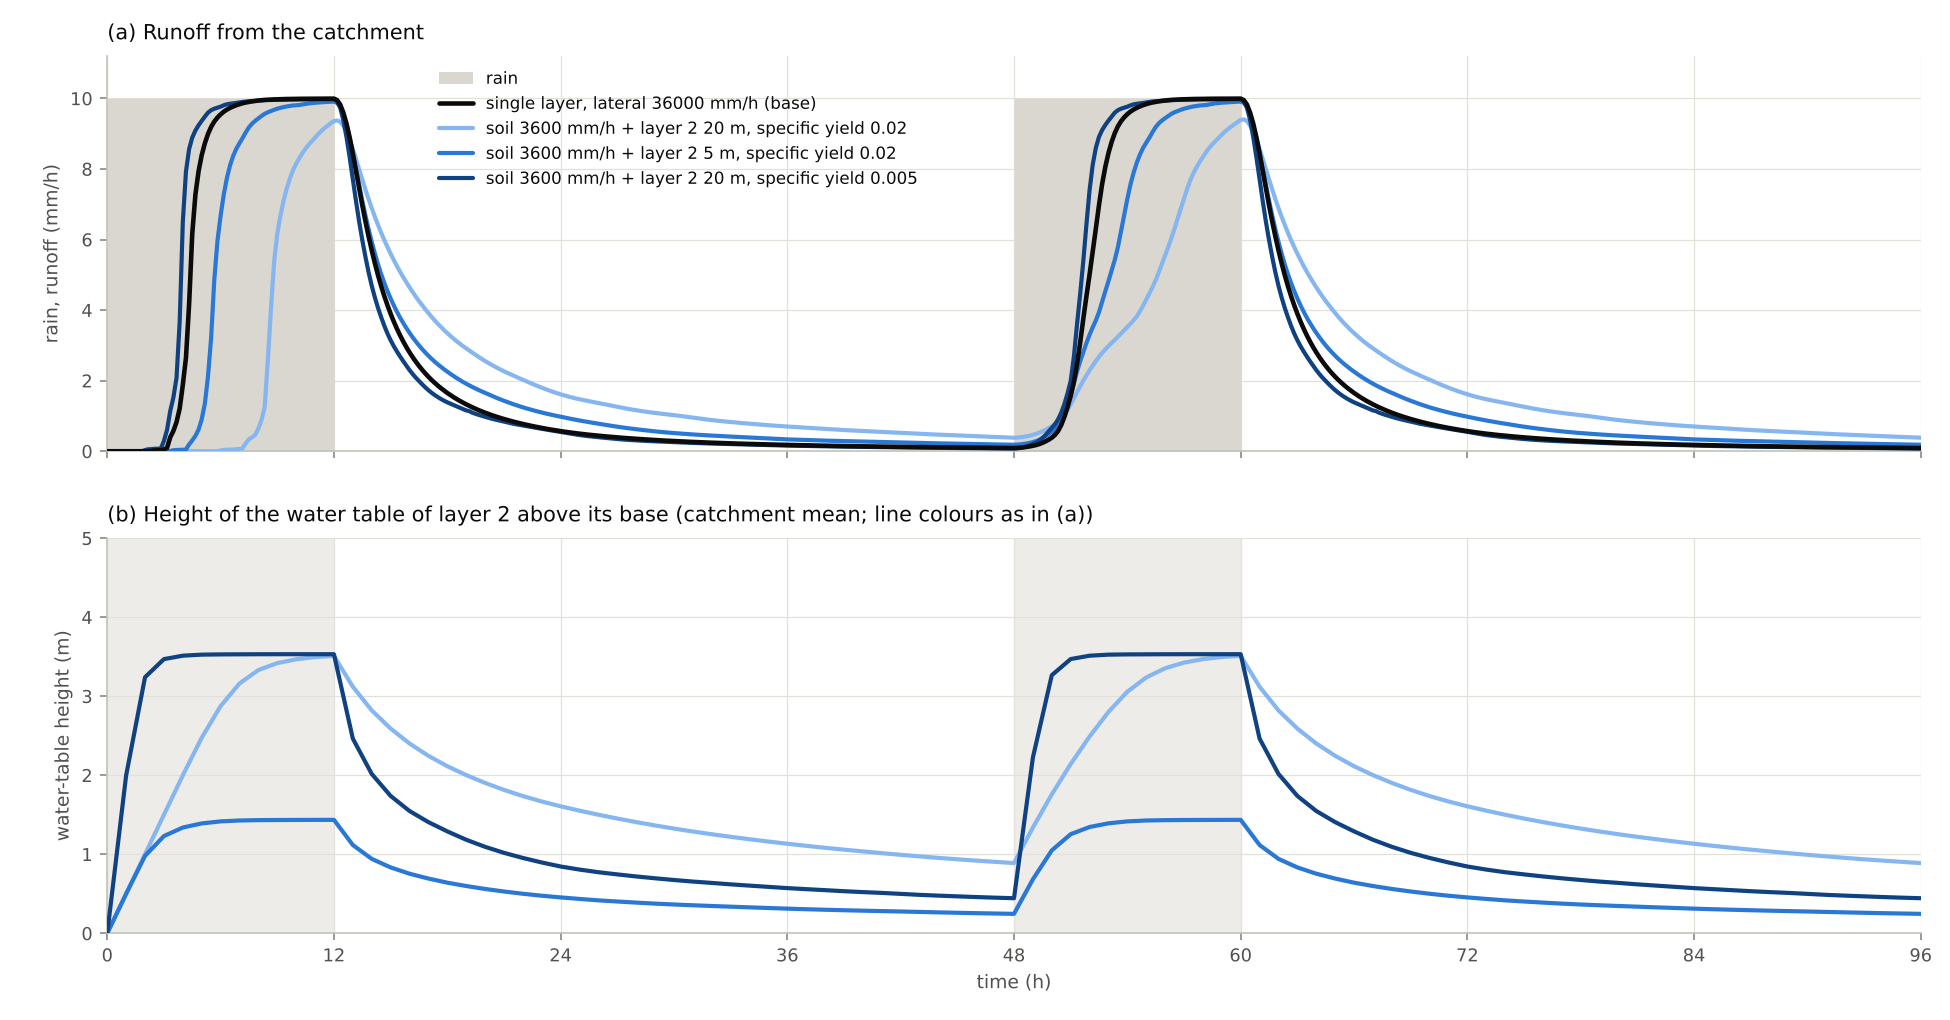 (a) Runoff from the catchment
rain, runoff (mm/h)
10
8
6
4
2
0
rain
single layer, lateral 36000 mm/h (base)
soil 3600 mm/h + layer 2 20 m, specific yield 0.02
soil 3600 mm/h + layer 2 5 m, specific yield 0.02
soil 3600 mm/h + layer 2 20 m, specific yield 0.005
(b) Height of the water table of layer 2 above its base (catchment mean; line colours as in (a))
water-table height (m)
5
4
3
2
1
0
0 12 24 36 48 60 72 84 96
time (h)